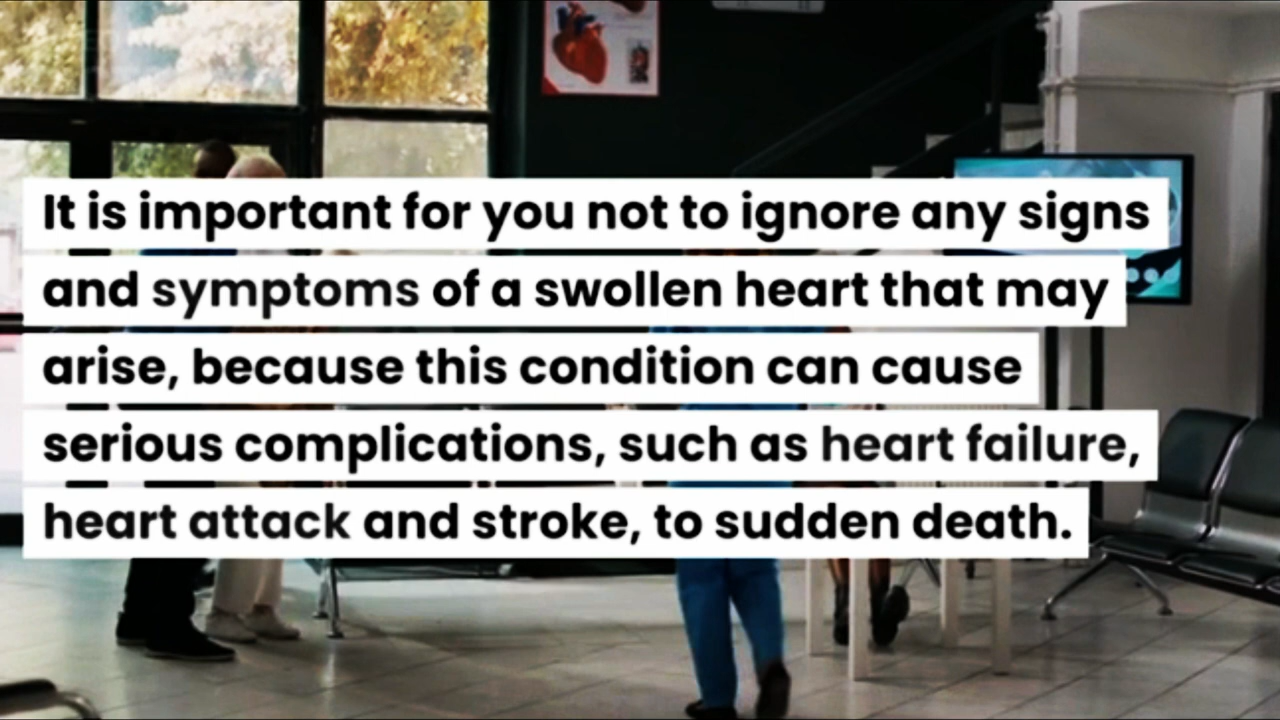 It is important for you not to ignore any signs
and symptoms of a swollen heart that may
arise, because this condition can cause
serious complications, such as heart failure,
heart attack and stroke, to sudden death.